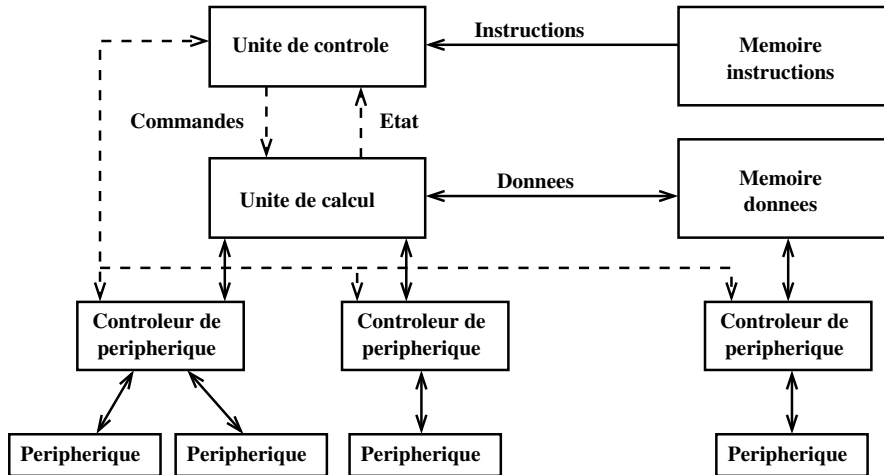 Unite de controle
Instructions
Memoire
instructions
Commandes
Etat
Unite de calcul
Donnees
Memoire
donnees
Controleur de
peripherique
Controleur de
peripherique
Controleur de
peripherique
Peripherique
Peripherique
Peripherique
Peripherique